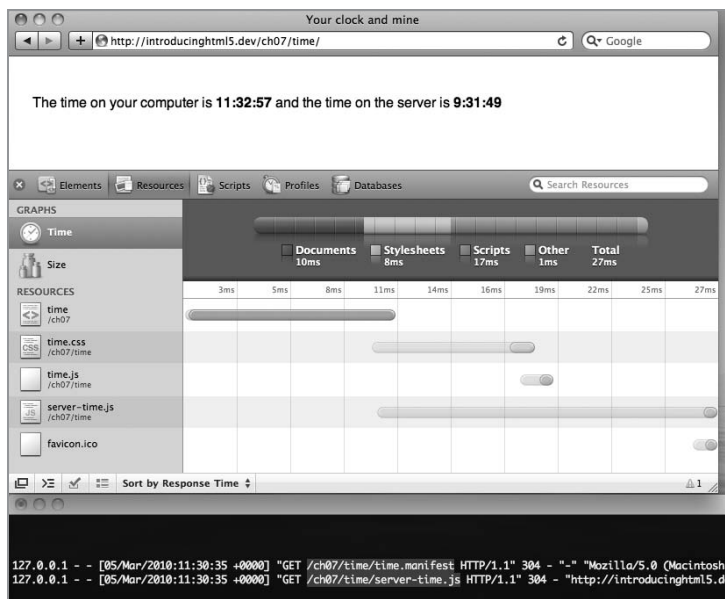 Your clock and mine
http://introducinghtml5.dev/ch07/time/
Google
The time on your computer is 11:32:57 and the time on the server is 9:31:49
Elements Resources Scripts Profiles Databases Search Resources
GRAPHS
Time
Size
Documents Stylesheets Scripts Other Total
10ms 8ms 17ms 1ms 27ms
RESOURCES
3ms 5ms 8ms 11ms 14ms 16ms 19ms 22ms 25ms 27ms
time
/ch07
CSS
time.css
/ch07/time
time.js
/ch07/time
JS
server-time.js
/ch07/time
favicon.ico
Sort by Response Time 1
127.0.0.1 - - [05/Mar/2010:11:30:35 +0000] "GET /ch07/time/time.manifest HTTP/1.1" 304 - "-" "Mozilla/5.0 (Macintosh
127.0.0.1 - - [05/Mar/2010:11:30:35 +0000] "GET /ch07/time/server-time.js HTTP/1.1" 304 - "http://introducinghtml5.d